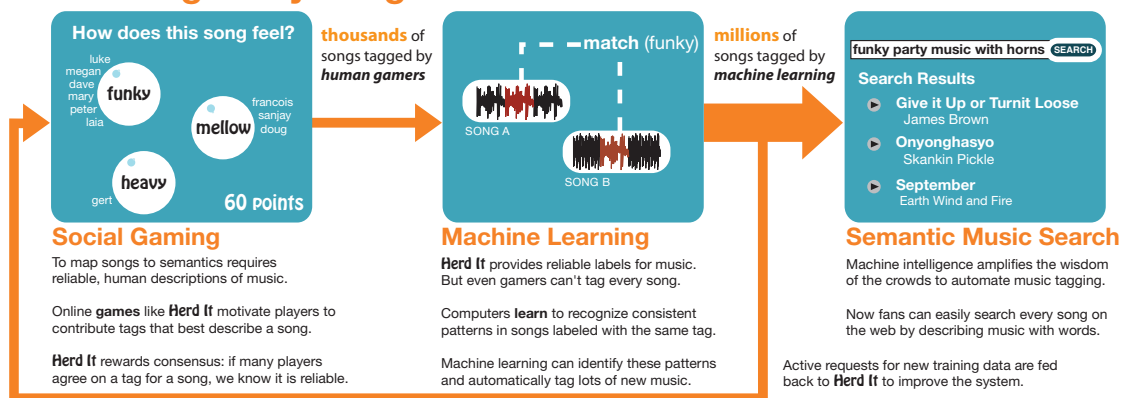 How does this song feel?
luke
megan
dave
mary
peter
laia
funky
francois
sanjay
doug
mellow
heavy
gert
60 points
thousands of
songs tagged by
human gamers
match (funky)
SONG A
SONG B
millions of
songs tagged by
machine learning
funky party music with horns SEARCH
Search Results
Give it Up or Turnit Loose
James Brown
Onyonghasyo
Skankin Pickle
September
Earth Wind and Fire
Social Gaming
To map songs to semantics requires
reliable, human descriptions of music.
Online games like Herd It motivate players to
contribute tags that best describe a song.
Herd It rewards consensus: if many players
agree on a tag for a song, we know it is reliable.
Machine Learning
Herd It provides reliable labels for music.
But even gamers can't tag every song.
Computers learn to recognize consistent
patterns in songs labeled with the same tag.
Machine learning can identify these patterns
and automatically tag lots of new music.
Semantic Music Search
Machine intelligence amplifies the wisdom
of the crowds to automate music tagging.
Now fans can easily search every song on
the web by describing music with words.
Active requests for new training data are fed
back to Herd It to improve the system.